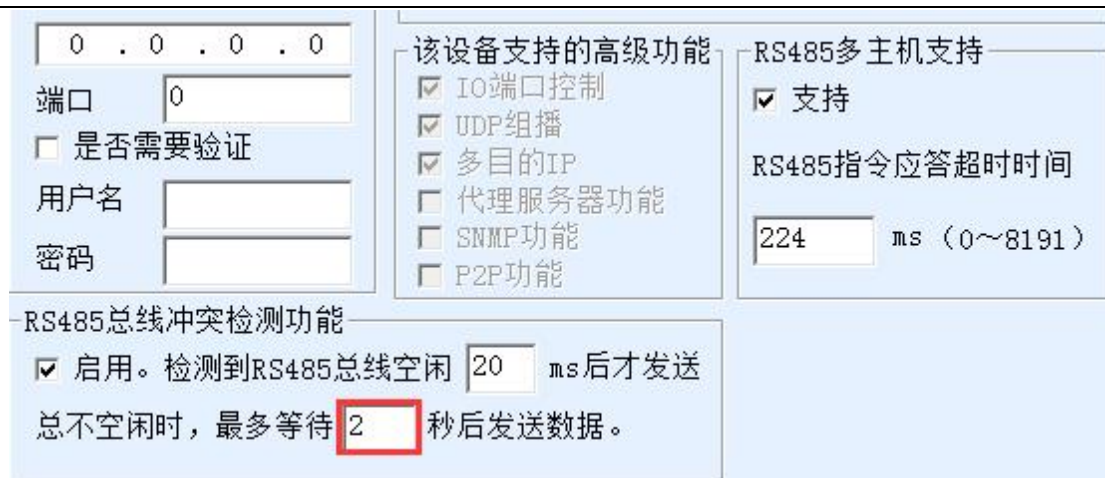 0 . 0 . 0 . 0
端口 0
是否需要验证
用户名
密码
该设备支持的高级功能
IO端口控制
UDP组播
多目的IP
代理服务器功能
SNMP功能
P2P功能
RS485多主机支持
支持
RS485指令应答超时时间
224 ms（0～8191）
RS485总线冲突检测功能
启用。检测到RS485总线空闲 20 ms后才发送
总不空闲时，最多等待 2 秒后发送数据。